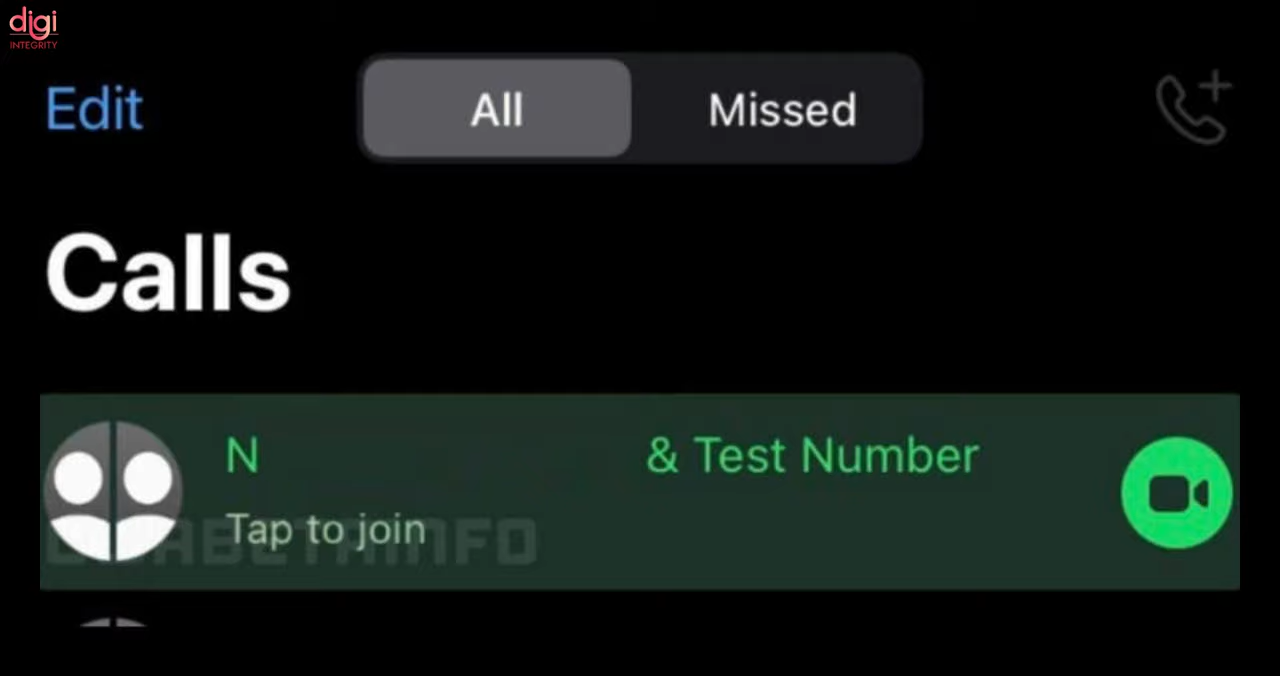 digi
INTEGRITY
Edit
All
Missed
Calls
N & Test Number
Tap to join